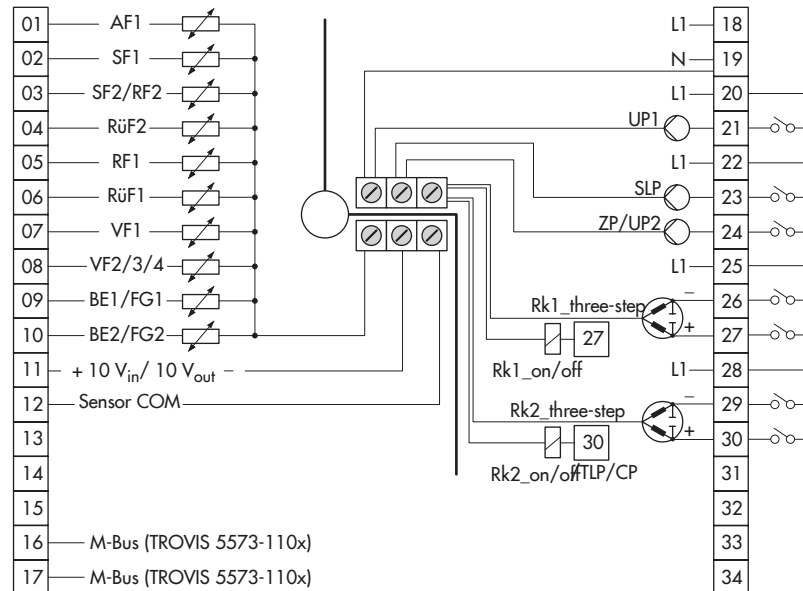 01 AF1
02 SF1
03 SF2/RF2
04 RüF2
05 RF1
06 RüF1
07 VF1
08 VF2/3/4
09 BE1/FG1
10 BE2/FG2
11 + 10 Vin/ 10 Vout −
12 Sensor COM
13
14
15
16 M-Bus (TROVIS 5573-110x)
17 M-Bus (TROVIS 5573-110x)
L1 18
N 19
L1 20
UP1 21
L1 22
SLP 23
ZP/UP2 24
L1 25
Rk1_three-step − 26
+ 27
27
Rk1_on/off
L1 28
Rk2_three-step − 29
+ 30
30
Rk2_on/off/TLP/CP
31
32
33
34